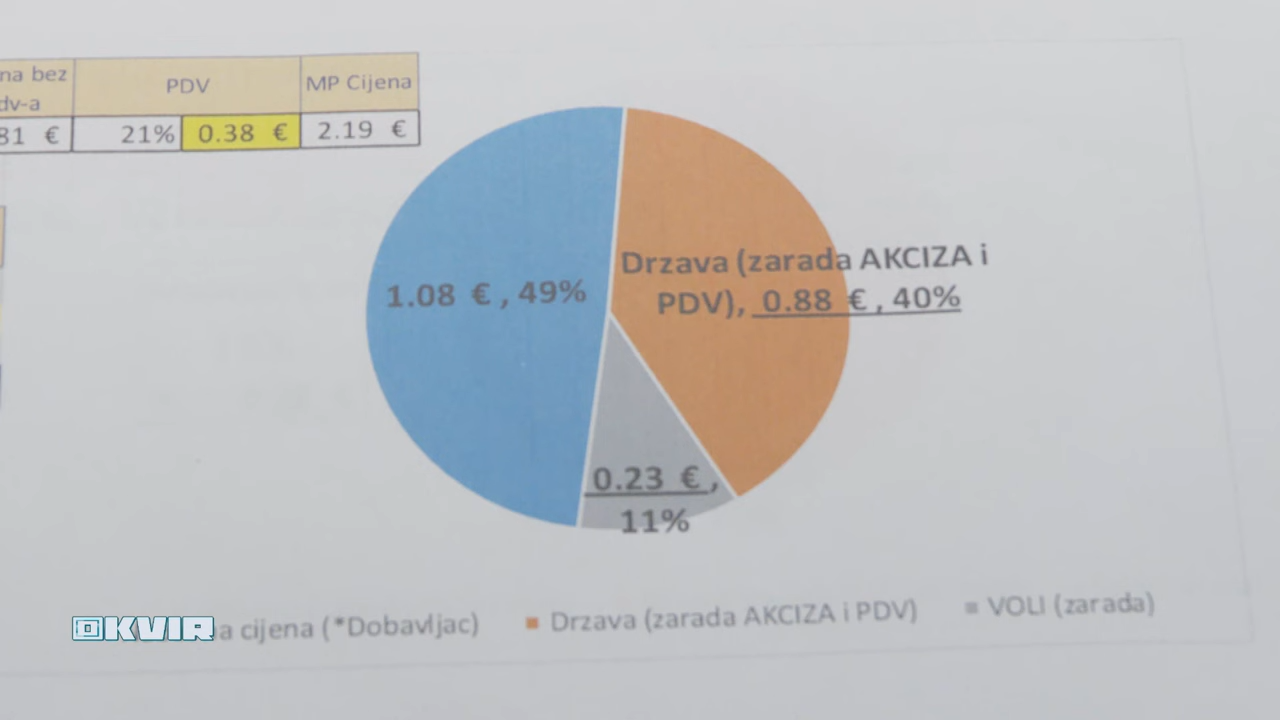 na bez
dv-a
PDV
MP Cijena
81 €
21%
0.38 €
2.19 €
1.08 € , 49%
Drzava (zarada AKCIZA i
PDV), 0.88 € , 40%
0.23 € ,
11%
OKVIR
a cijena (*Dobavljac)
Drzava (zarada AKCIZA i PDV)
VOLI (zarada)